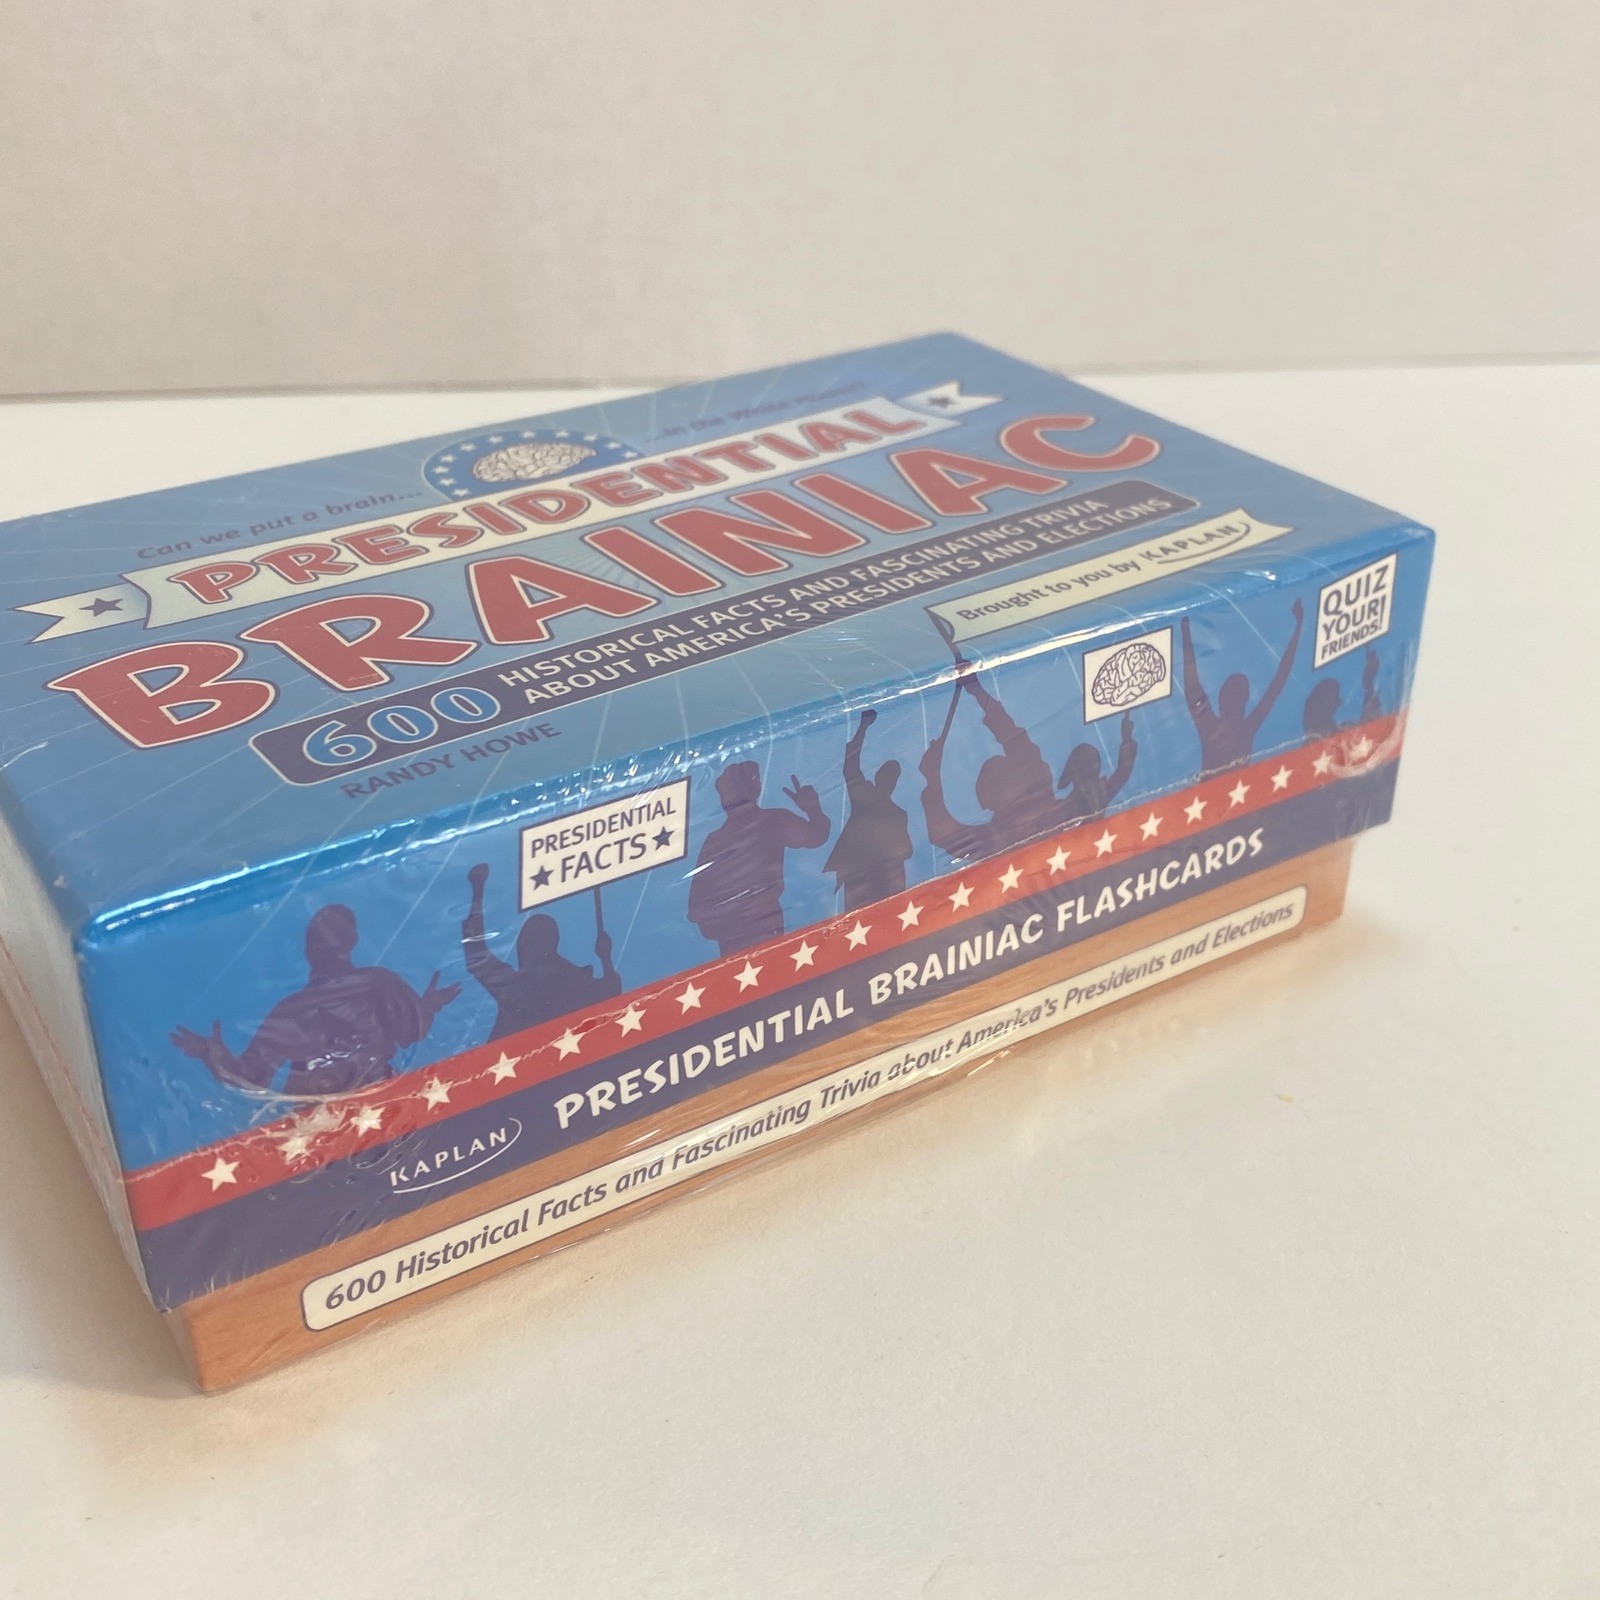 Can we put a brain...
...in the White House?
PRESIDENTIAL
BRAINIAC
600 HISTORICAL FACTS AND FASCINATING TRIVIA
ABOUT AMERICA'S PRESIDENTS AND ELECTIONS
RANDY HOWE
Brought to you by KAPLAN
QUIZ
YOUR
FRIENDS!
PRESIDENTIAL
FACTS
KAPLAN PRESIDENTIAL BRAINIAC FLASHCARDS
600 Historical Facts and Fascinating Trivia about America's Presidents and Elections